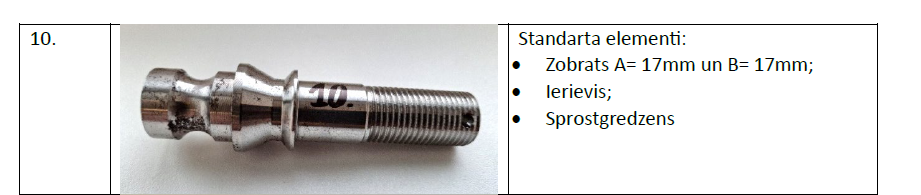 10.
Standarta elementi:
• Zobrats A= 17mm un B= 17mm;
• Ierievis;
• Sprostgredzens
10.